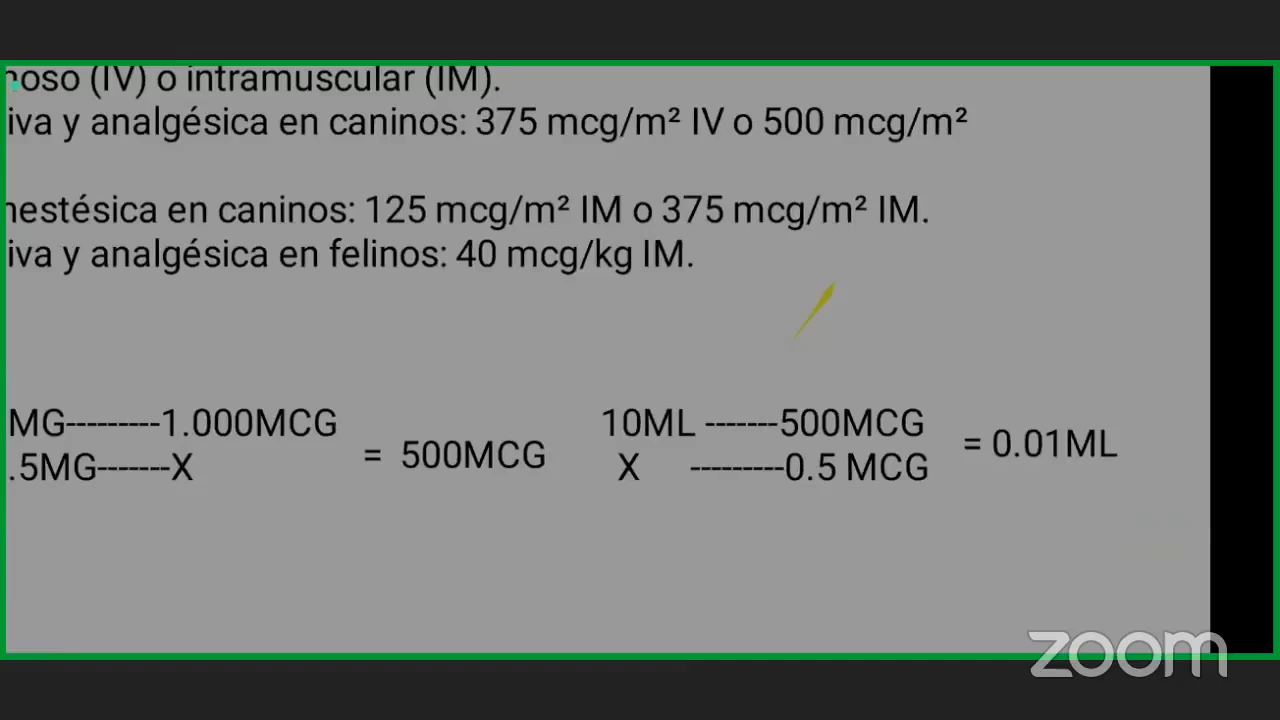 noso (IV) o intramuscular (IM).
iva y analgésica en caninos: 375 mcg/m² IV o 500 mcg/m²
nestésica en caninos: 125 mcg/m² IM o 375 mcg/m² IM.
iva y analgésica en felinos: 40 mcg/kg IM.
MG---------1.000MCG
.5MG-------X
= 500MCG
10ML -------500MCG
X ---------0.5 MCG
= 0.01ML
zoom